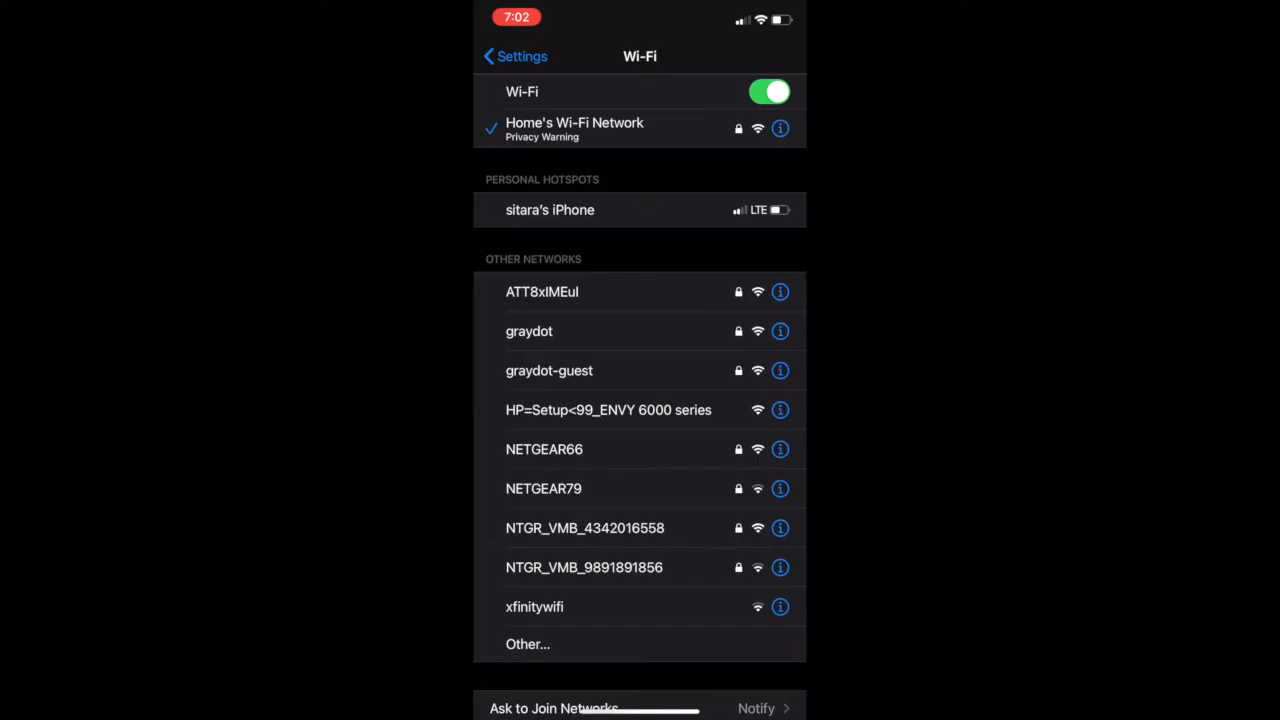 7:02
Settings
Wi-Fi
Wi-Fi
Home's Wi-Fi Network
Privacy Warning
PERSONAL HOTSPOTS
sitara's iPhone
LTE
OTHER NETWORKS
ATT8xIMEuI
graydot
graydot-guest
HP=Setup<99_ENVY 6000 series
NETGEAR66
NETGEAR79
NTGR_VMB_4342016558
NTGR_VMB_9891891856
xfinitywifi
Other...
Ask to Join Networks Notify